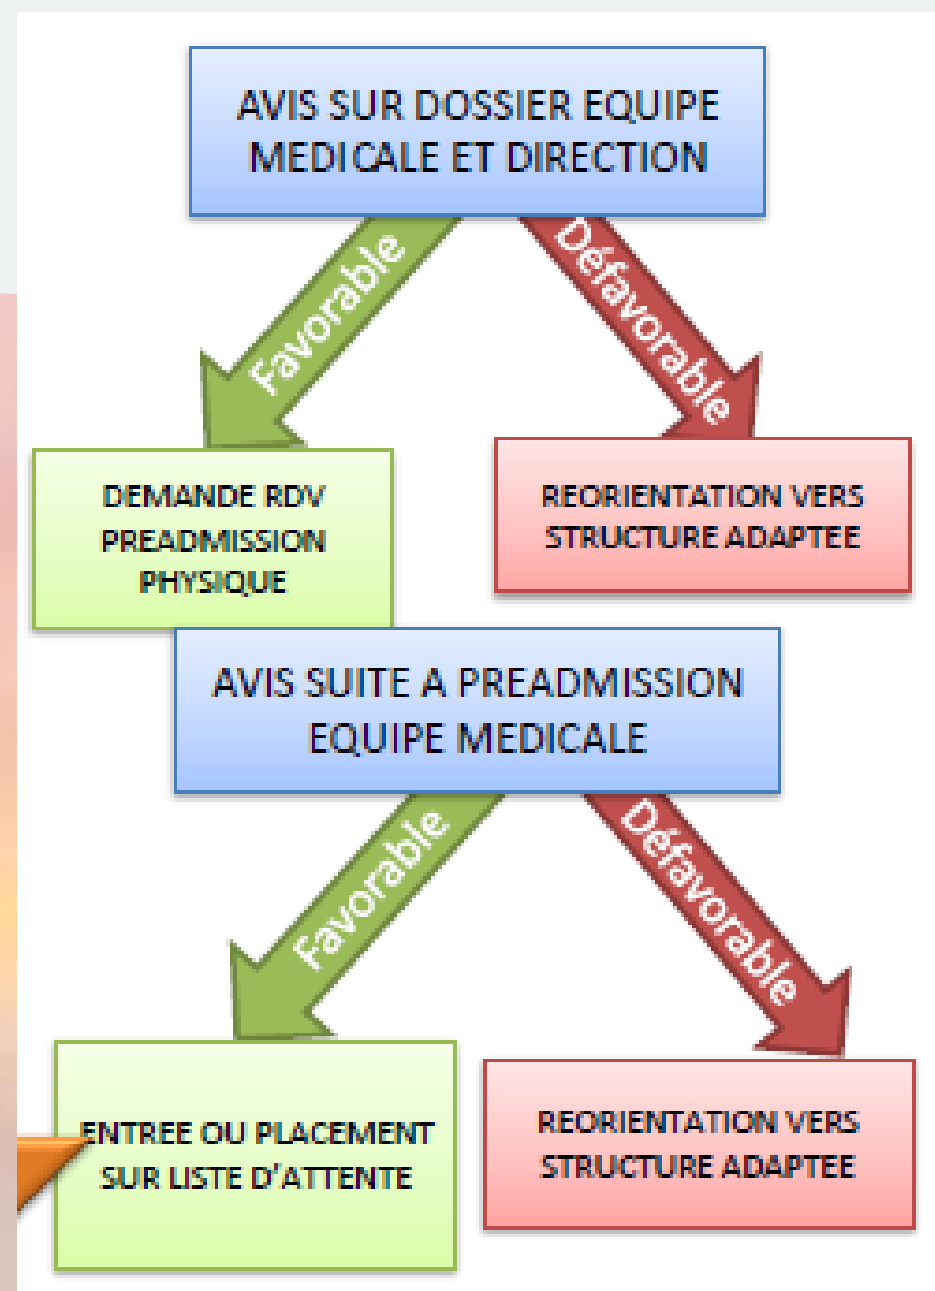 AVIS SUR DOSSIER EQUIPE
MEDICALE ET DIRECTION
Favorable
Défavorable
DEMANDE RDV
PREADMISSION
PHYSIQUE
REORIENTATION VERS
STRUCTURE ADAPTEE
AVIS SUITE A PREADMISSION
EQUIPE MEDICALE
Favorable
Défavorable
ENTREE OU PLACEMENT
SUR LISTE D'ATTENTE
REORIENTATION VERS
STRUCTURE ADAPTEE